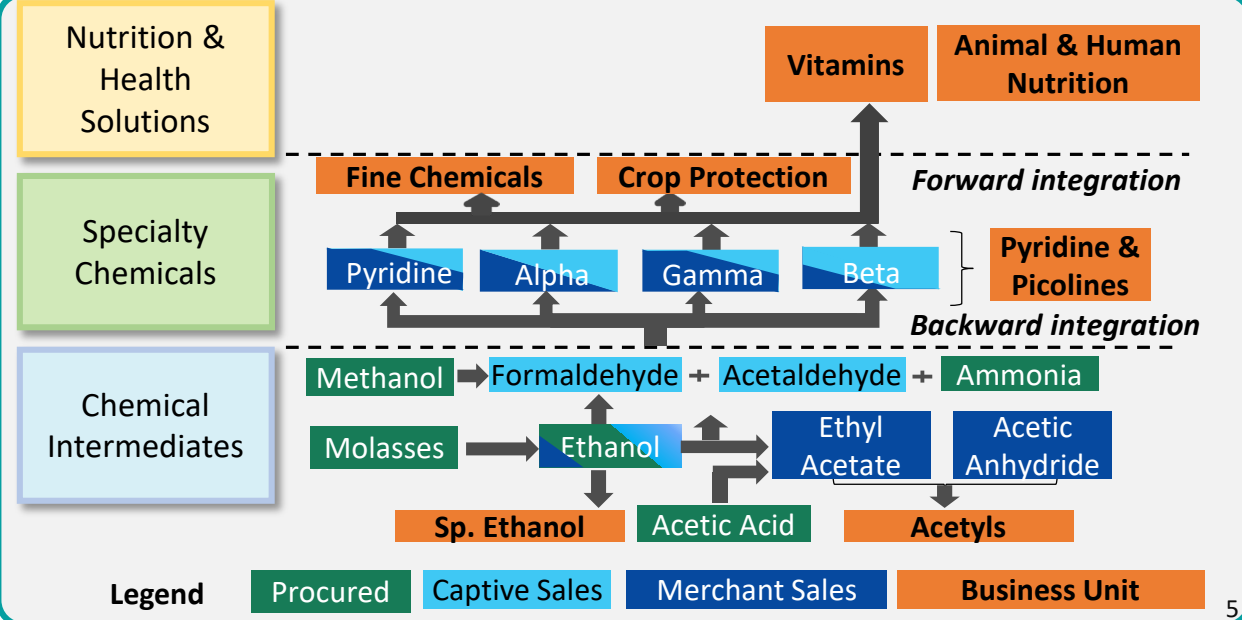 Nutrition &
Health
Solutions
Vitamins
Animal & Human
Nutrition
Fine Chemicals
Crop Protection
Forward integration
Specialty
Chemicals
Pyridine
Alpha
Gamma
Beta
Pyridine &
Picolines
Backward integration
Chemical
Intermediates
Methanol
Formaldehyde
+
Acetaldehyde
+
Ammonia
Molasses
Ethanol
Ethyl
Acetate
Acetic
Anhydride
Sp. Ethanol
Acetic Acid
Acetyls
Legend
Procured
Captive Sales
Merchant Sales
Business Unit
5